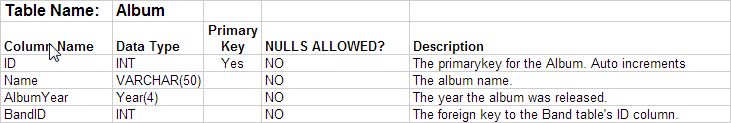 Table Name: Album
Primary
Column Name Data Type Key NULLS ALLOWED? Description
ID INT Yes NO The primarykey for the Album. Auto increments
Name VARCHAR(50) NO The album name.
AlbumYear Year(4) NO The year the album was released.
BandID INT NO The foreign key to the Band table's ID column.